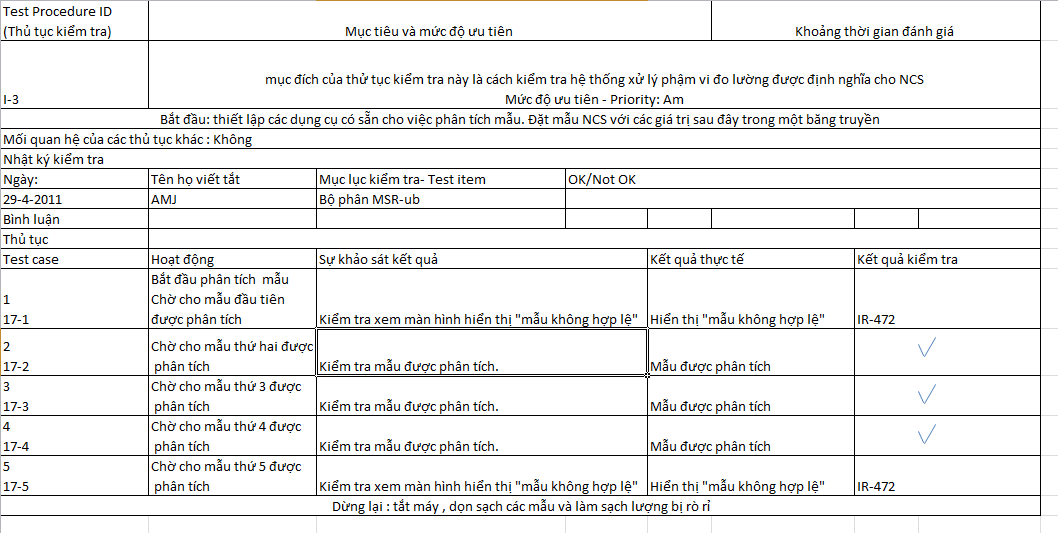 Test Procedure ID
(Thủ tục kiểm tra)
Mục tiêu và mức độ ưu tiên
Khoảng thời gian đánh giá
I-3
mục đích của thử tục kiểm tra này là cách kiểm tra hệ thống xử lý phậm vi đo lường được định nghĩa cho NCS
Mức độ ưu tiên - Priority: Am
Bắt đầu: thiết lập các dụng cụ có sẵn cho việc phân tích mẫu. Đặt mẫu NCS với các giá trị sau đây trong một băng truyền
Mối quan hệ của các thủ tục khác : Không
Nhật ký kiểm tra
Ngày:
Tên họ viết tắt
Mục lục kiểm tra- Test item
OK/Not OK
29-4-2011
AMJ
Bộ phân MSR-ub
Bình luận
Thủ tục
Test case
Hoạt động
Sự khảo sát kết quả
Kết quả thực tế
Kết quả kiểm tra
1
17-1
Bắt đầu phân tích mẫu
Chờ cho mẫu đầu tiên
được phân tích
Kiểm tra xem màn hình hiển thị "mẫu không hợp lệ"
Hiển thị "mẫu không hợp lệ"
IR-472
2
17-2
Chờ cho mẫu thứ hai được
phân tích
Kiểm tra mẫu được phân tích.
Mẫu được phân tích
3
17-3
Chờ cho mẫu thứ 3 được
phân tích
Kiểm tra mẫu được phân tích.
Mẫu được phân tích
4
17-4
Chờ cho mẫu thứ 4 được
phân tích
Kiểm tra mẫu được phân tích.
Mẫu được phân tích
5
17-5
Chờ cho mẫu thứ 5 được
phân tích
Kiểm tra xem màn hình hiển thị "mẫu không hợp lệ"
Hiển thị "mẫu không hợp lệ"
IR-472
Dừng lại : tắt máy , dọn sạch các mẫu và làm sạch lượng bị rò rỉ